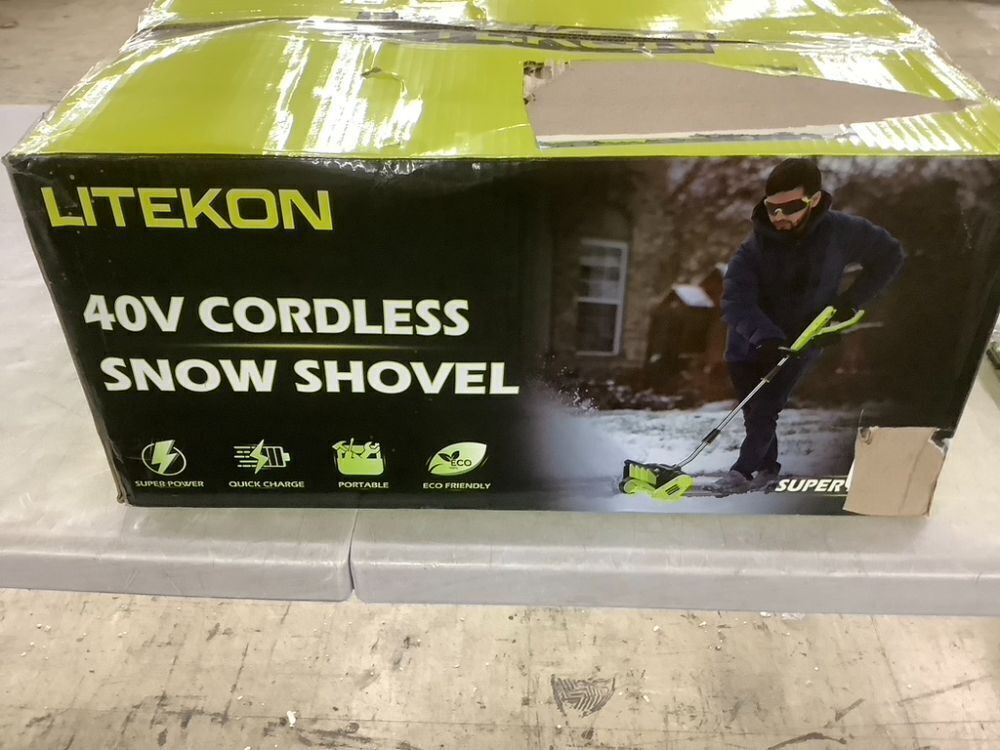 LITEKON
40V CORDLESS
SNOW SHOVEL
SUPER POWER
QUICK CHARGE
PORTABLE
ECO
ECO FRIENDLY
SUPER